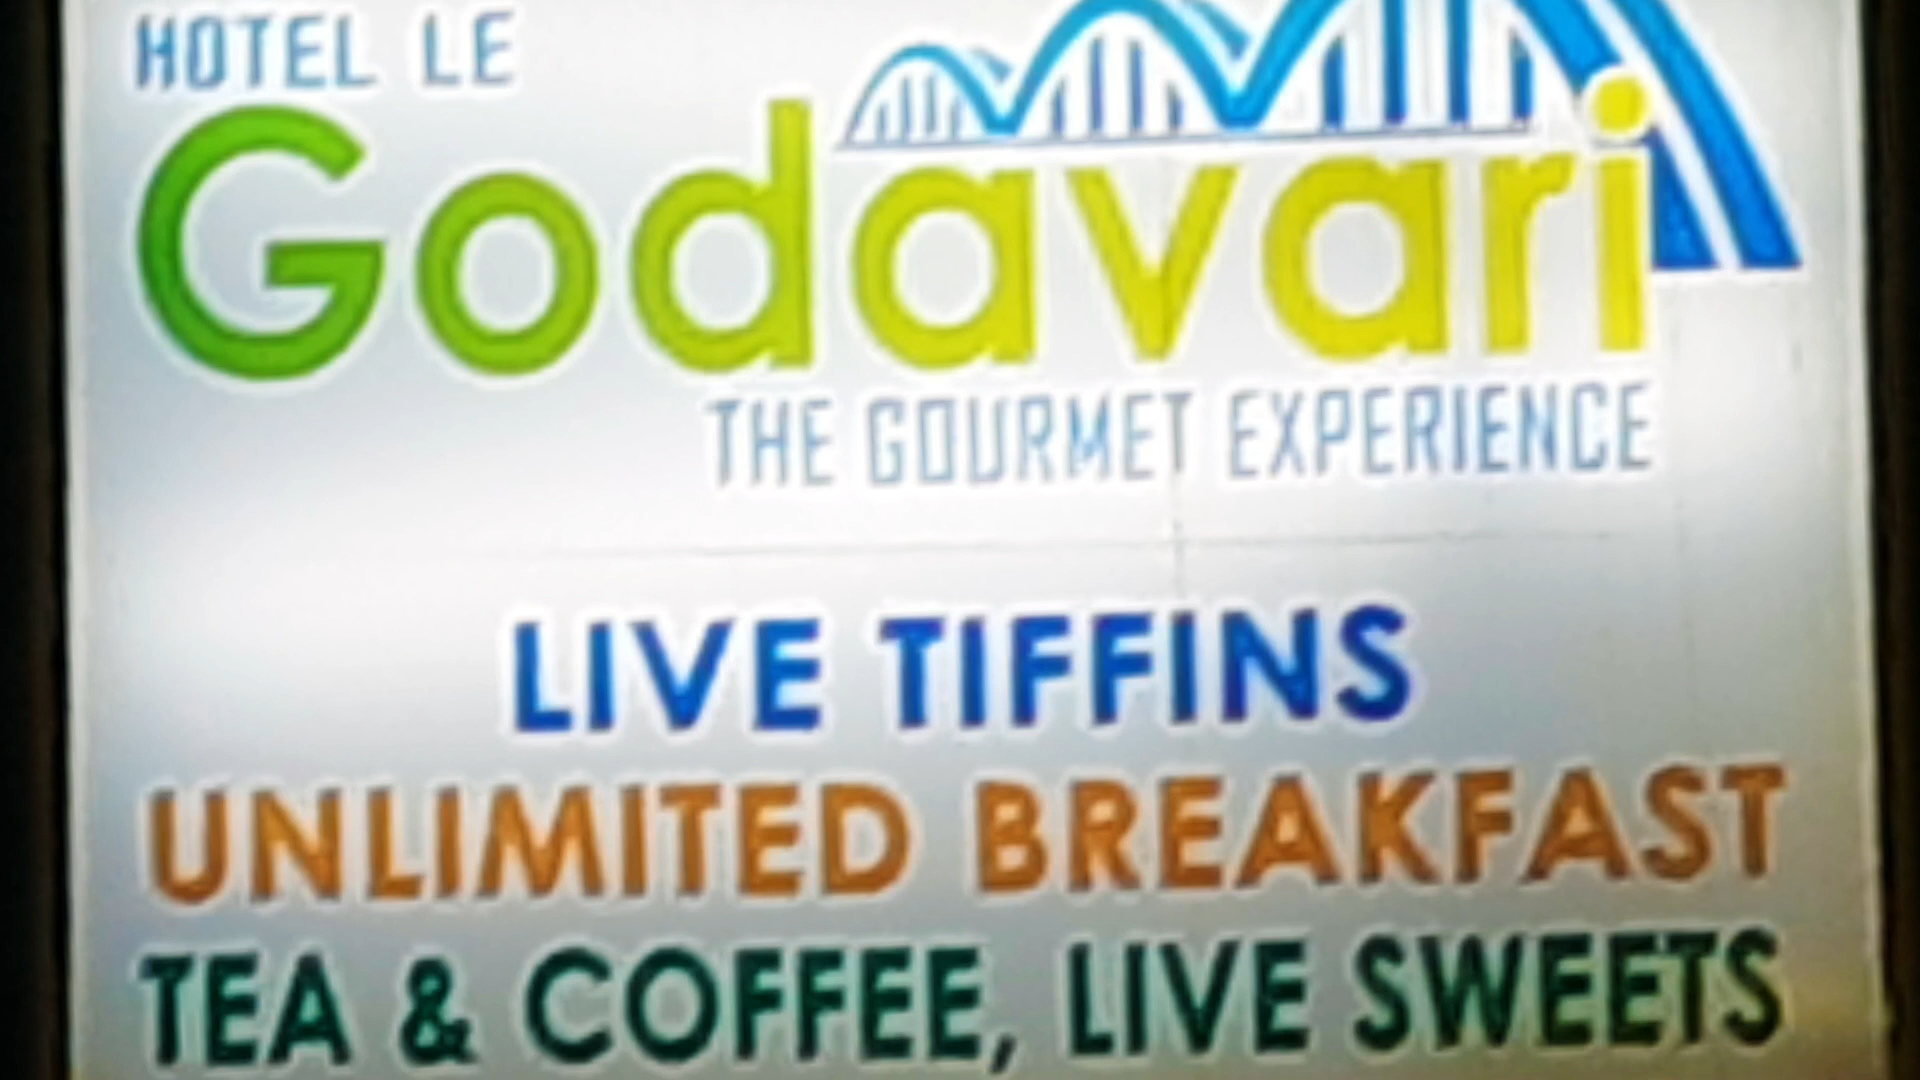 HOTEL LE
Godavari
THE GOURMET EXPERIENCE
LIVE TIFFINS
UNLIMITED BREAKFAST
TEA & COFFEE, LIVE SWEETS